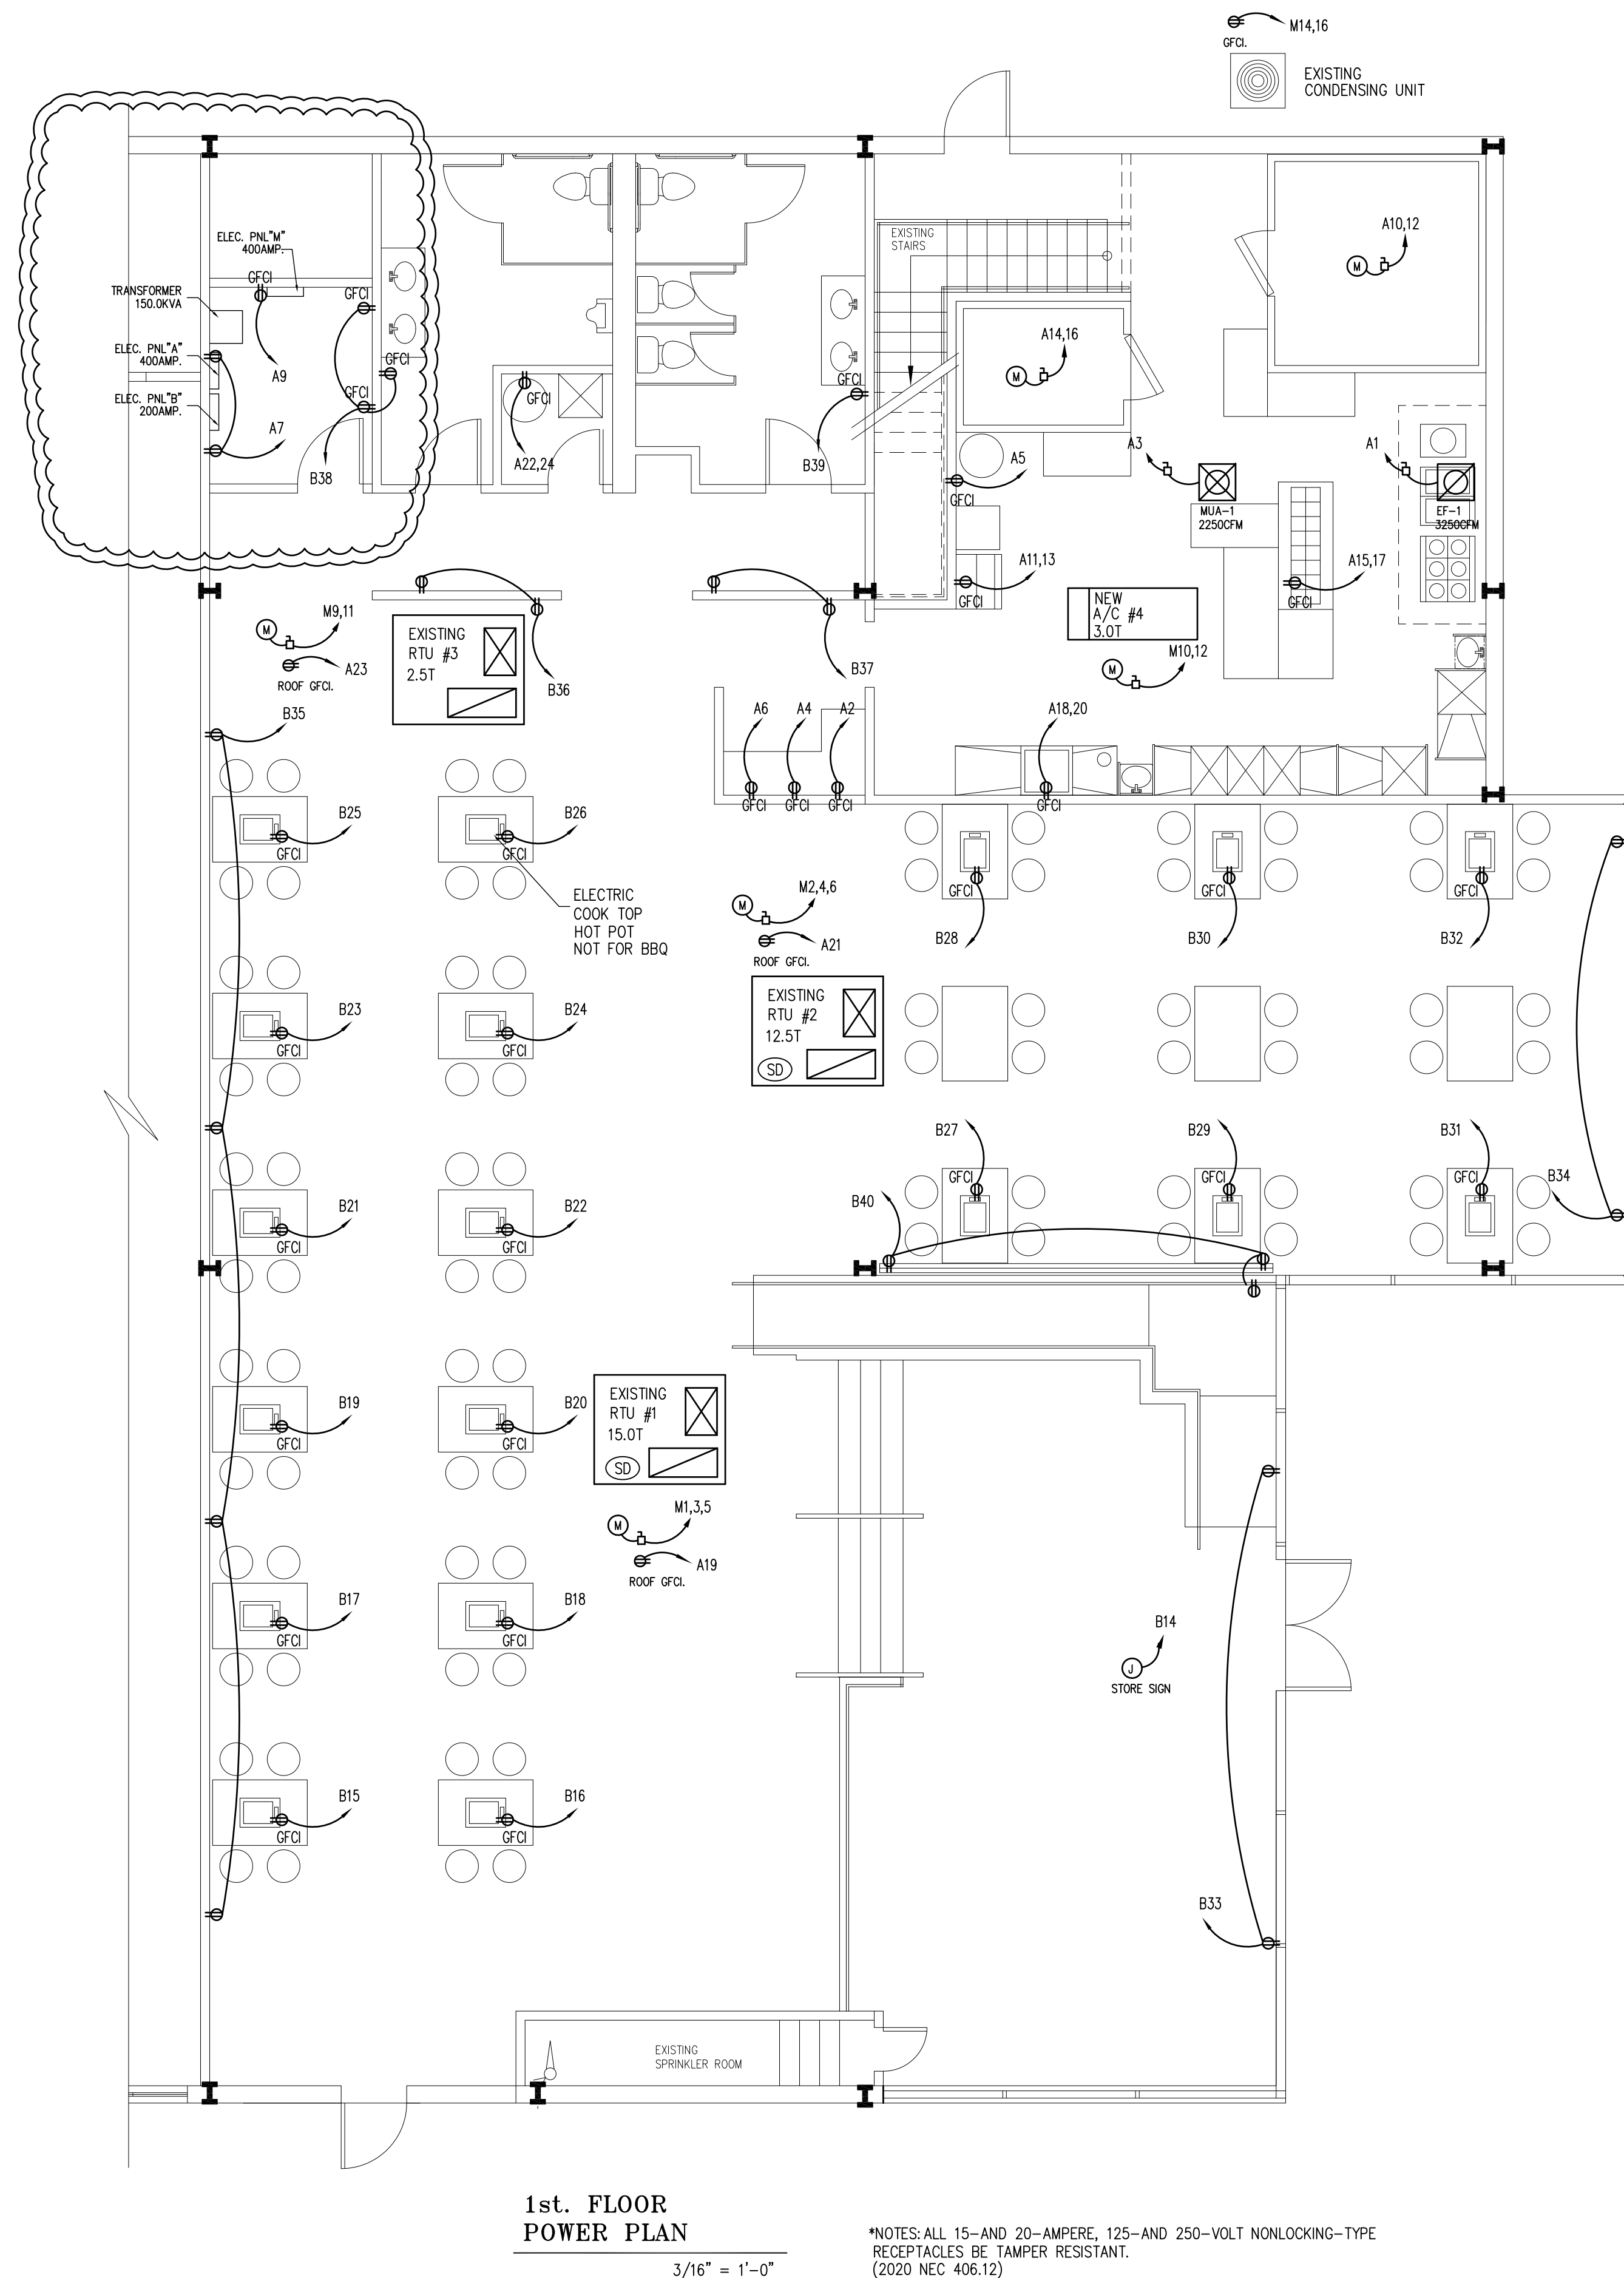 M14,16
GFCI.
EXISTING
CONDENSING UNIT
ELEC. PNL"M"
400AMP.
GFCI
TRANSFORMER
150.0KVA
GFCI
ELEC. PNL"A"
400AMP.
GFCI
A9
ELEC. PNL"B"
200AMP.
GFCI
A7
B38
GFCI
A22,24
GFCI
B39
EXISTING
STAIRS
A10,12
M
A14,16
M
A5
GFCI
A3
MUA-1
2250CFM
A1
EF-1
3250CFM
A11,13
GFCI
A15,17
GFCI
NEW
A/C #4
3.0T
M10,12
M
M9,11
M
A23
ROOF GFCI.
EXISTING
RTU #3
2.5T
B36
B37
B35
A6
A4
A2
GFCI
GFCI
GFCI
A18,20
GFCI
B25
GFCI
B26
GFCI
ELECTRIC
COOK TOP
HOT POT
NOT FOR BBQ
M2,4,6
M
A21
ROOF GFCI.
GFCI
GFCI
GFCI
B28
B30
B32
EXISTING
RTU #2
12.5T
SD
B23
GFCI
B24
GFCI
B27
B29
B31
GFCI
GFCI
GFCI
B34
B40
B21
GFCI
B22
GFCI
B19
GFCI
B20
GFCI
EXISTING
RTU #1
15.0T
SD
M1,3,5
M
A19
ROOF GFCI.
B17
GFCI
B18
GFCI
B14
J
STORE SIGN
B15
GFCI
B16
GFCI
B33
EXISTING
SPRINKLER ROOM
1st. FLOOR
POWER PLAN
3/16" = 1'-0"
*NOTES: ALL 15-AND 20-AMPERE, 125-AND 250-VOLT NONLOCKING-TYPE
RECEPTACLES BE TAMPER RESISTANT.
(2020 NEC 406.12)